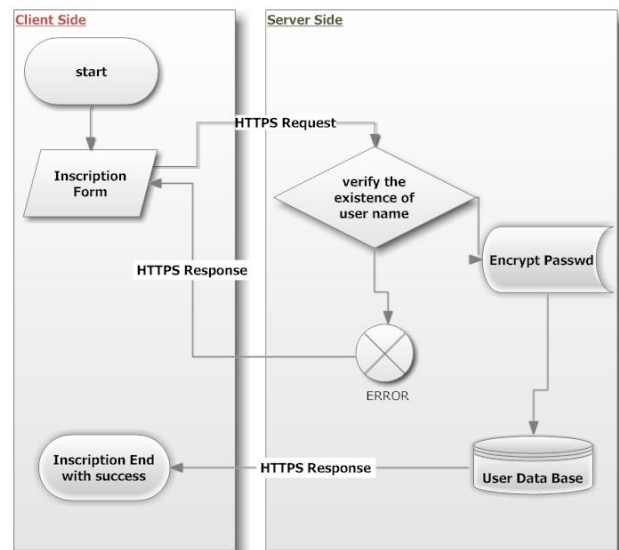 Client Side
Server Side
start
HTTPS Request
Inscription
Form
verify the
existence of
user name
Encrypt Passwd
HTTPS Response
ERROR
Inscription End
with success
HTTPS Response
User Data Base